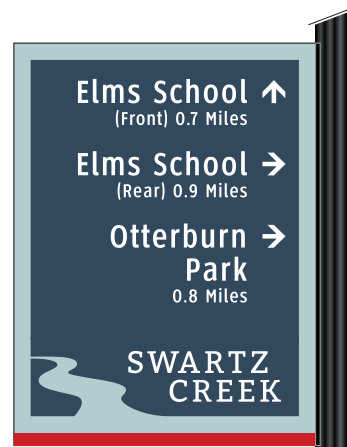 Elms School ↑
(Front) 0.7 Miles
Elms School →
(Rear) 0.9 Miles
Otterburn →
Park
0.8 Miles
SWARTZ
CREEK